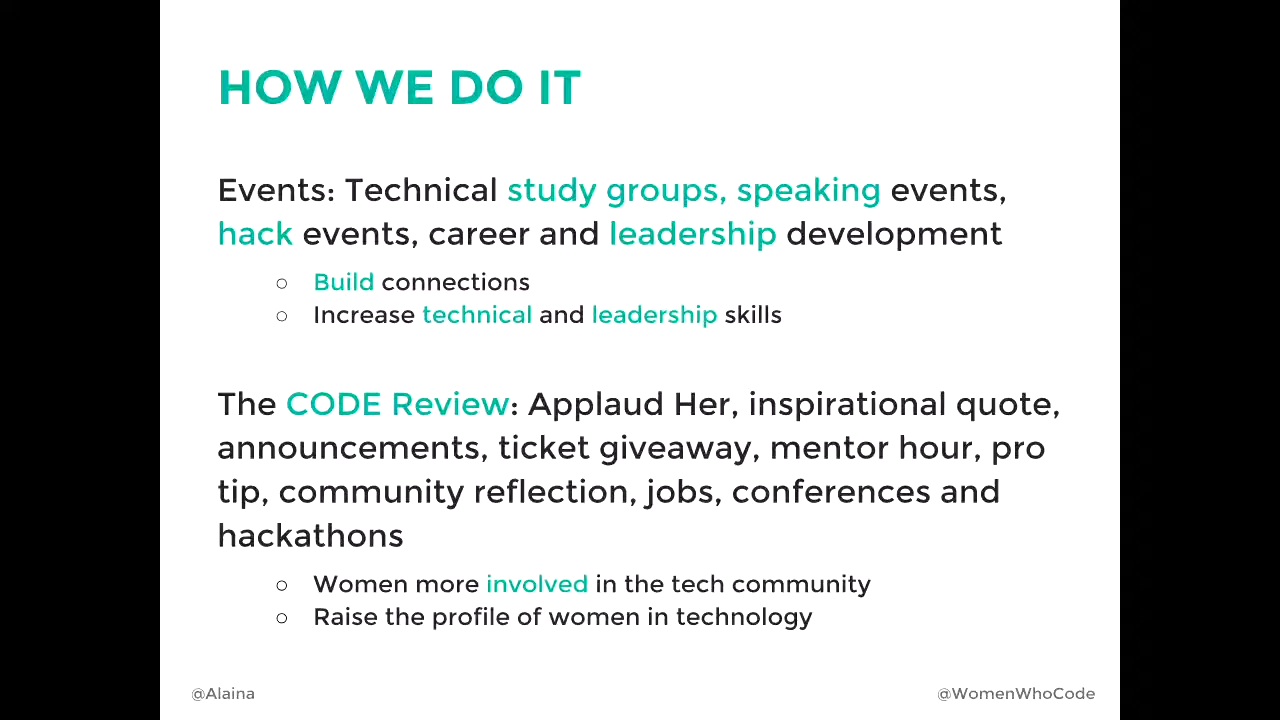 HOW WE DO IT
Events: Technical study groups, speaking events,
hack events, career and leadership development
○ Build connections
○ Increase technical and leadership skills
The CODE Review: Applaud Her, inspirational quote,
announcements, ticket giveaway, mentor hour, pro
tip, community reflection, jobs, conferences and
hackathons
○ Women more involved in the tech community
○ Raise the profile of women in technology
@Alaina
@WomenWhoCode